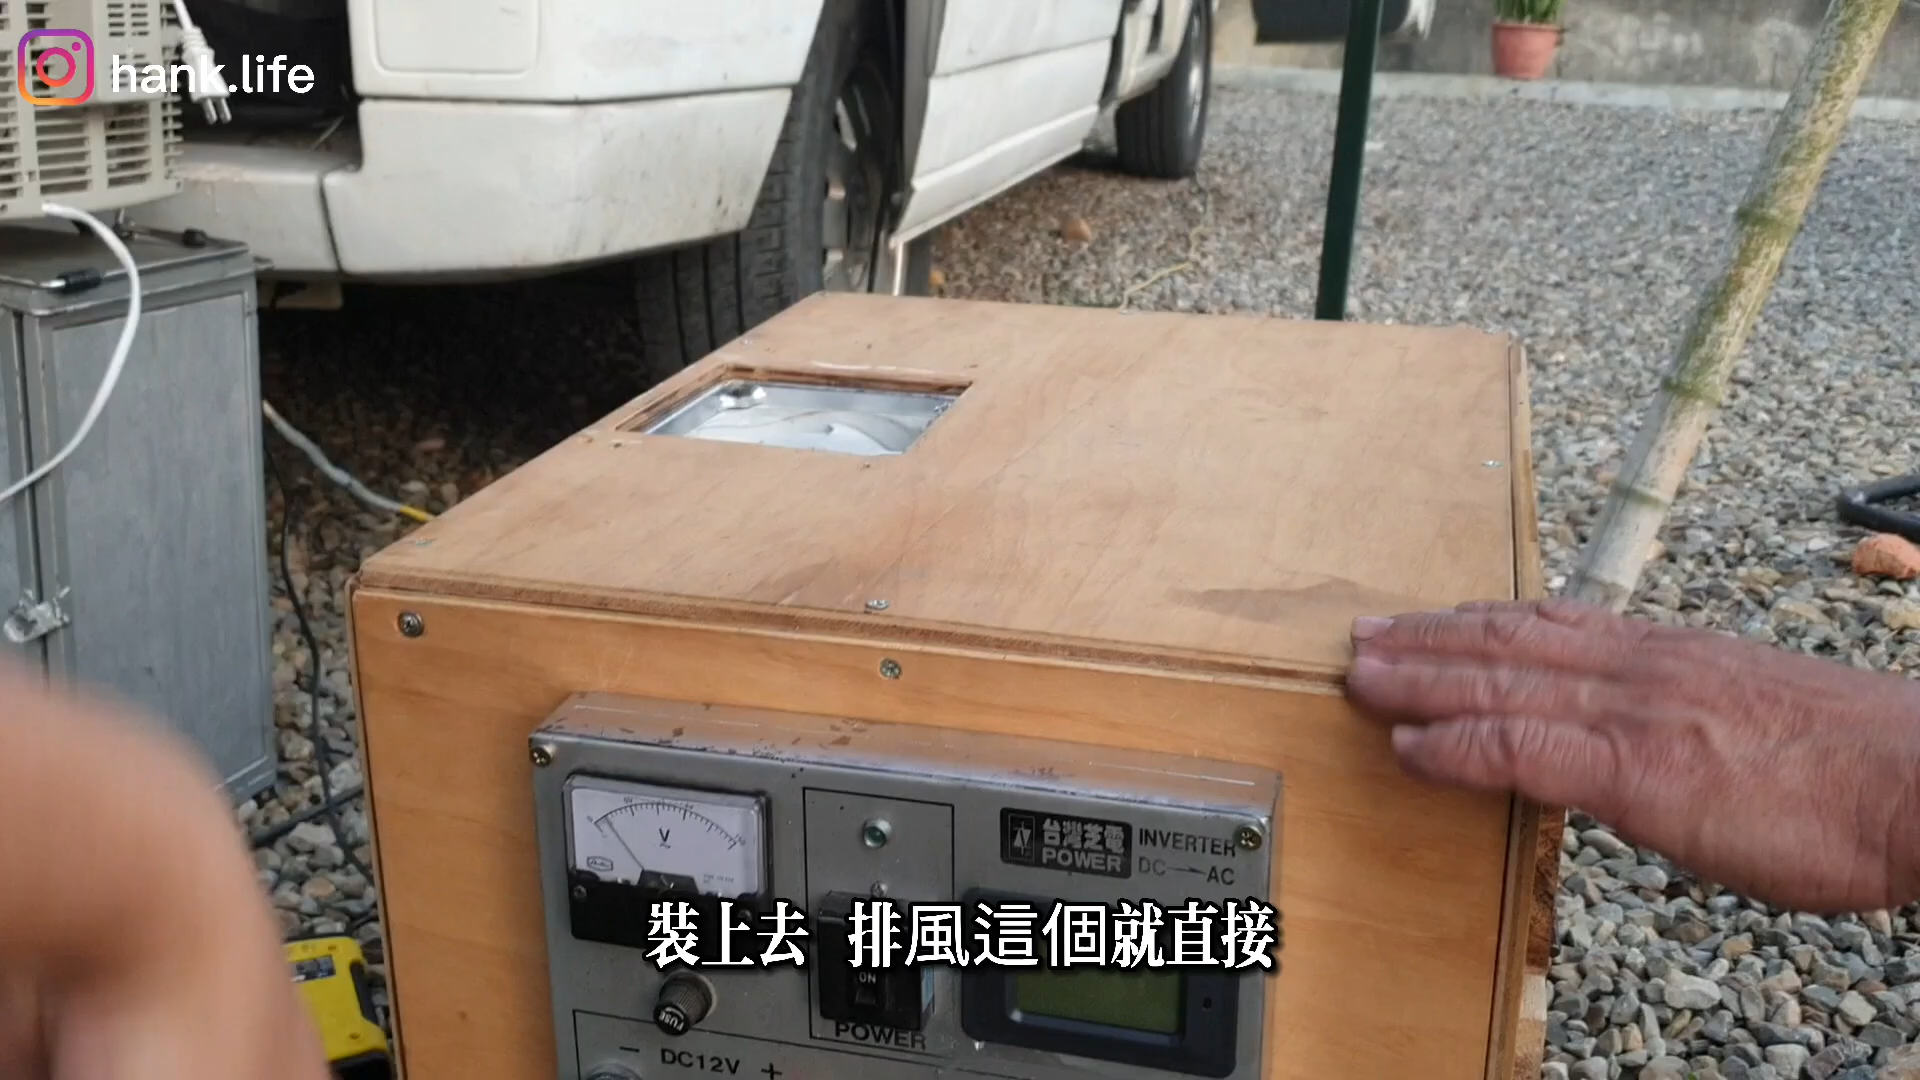 hank.life
V
台灣芝電
POWER
INVERTER
DC → AC
裝上去 排風這個就直接
ON
FUSE
POWER
− DC12V +